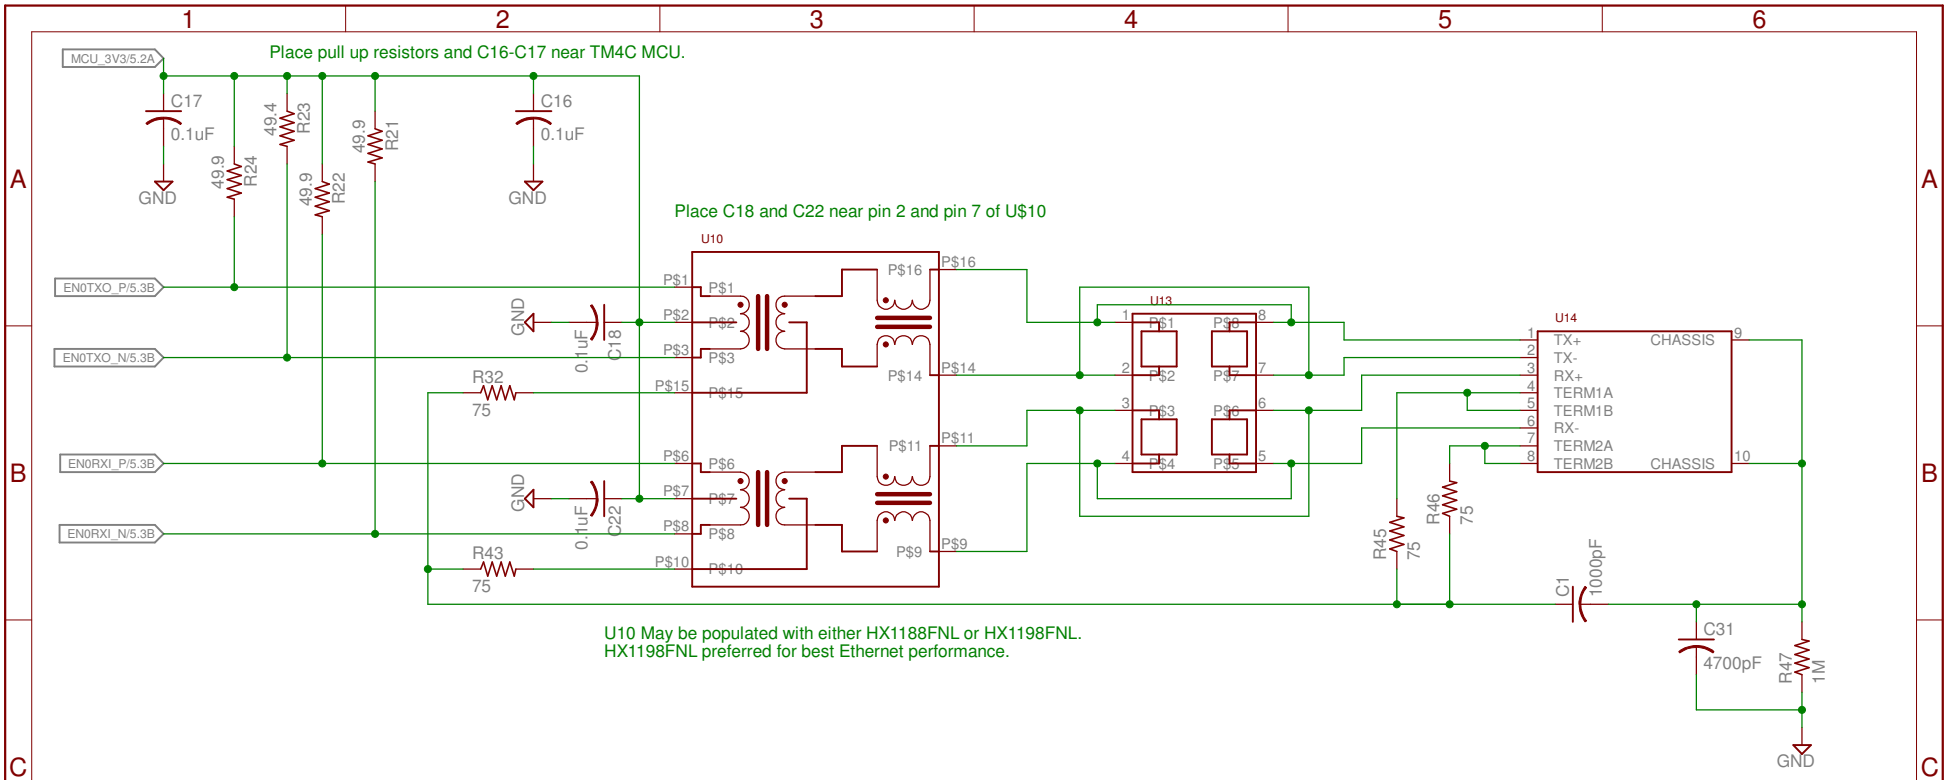 1 2 3 4 5 6
MCU_3V3/5.2A
Place pull up resistors and C16-C17 near TM4C MCU.
C17
0.1uF
GND
49.9
R24
49.4
R23
49.9
R22
49.9
R21
C16
0.1uF
GND
A
A
Place C18 and C22 near pin 2 and pin 7 of U$10
U10
EN0TXO_P/5.3B
EN0TXO_N/5.3B
EN0RXI_P/5.3B
EN0RXI_N/5.3B
GND
0.1uF
C18
R32
75
GND
0.1uF
C22
R43
75
P$1
P$1
P$2
P$2
P$3
P$3
P$15
P$15
P$6
P$6
P$7
P$7
P$8
P$8
P$10
P$10
P$16
P$16
P$14
P$14
P$11
P$11
P$9
P$9
U13
1
P$1
P$8
8
2
P$2
P$7
7
3
P$3
P$6
6
4
P$4
P$5
5
U14
1
TX+
CHASSIS
9
2
TX-
3
RX+
4
TERM1A
5
TERM1B
6
RX-
7
TERM2A
8
TERM2B
CHASSIS
10
B
B
R45
75
R46
75
C1
1000pF
C31
4700pF
R47
1M
GND
U10 May be populated with either HX1188FNL or HX1198FNL.
HX1198FNL preferred for best Ethernet performance.
C
C